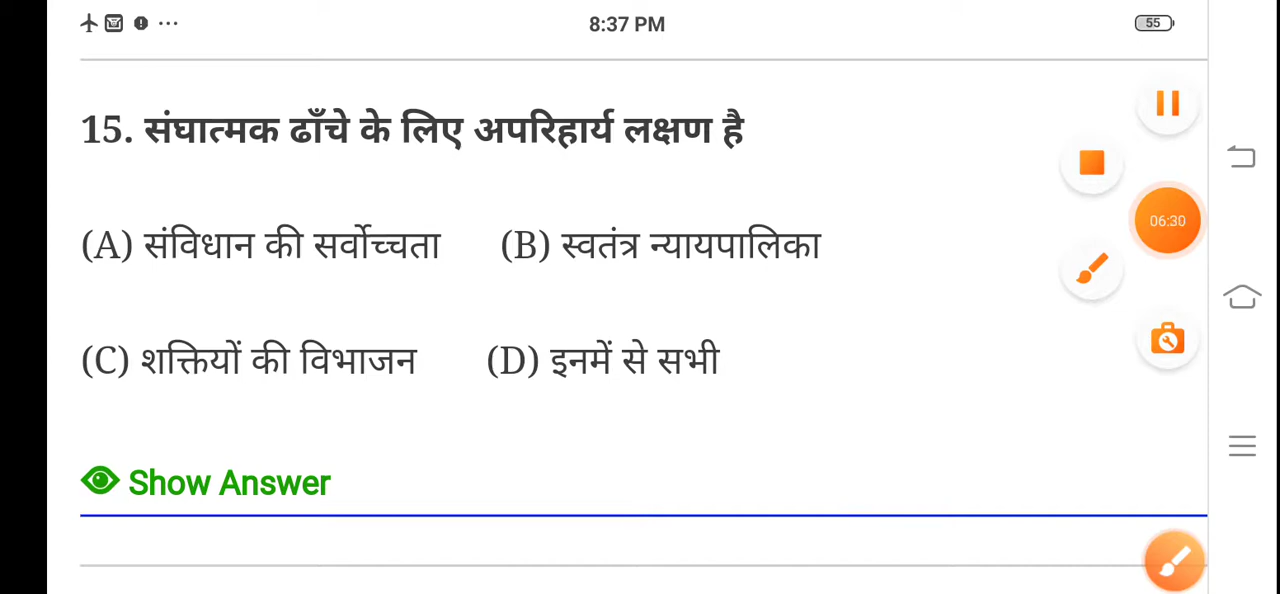 8:37 PM
55
15. संघात्मक ढाँचे के लिए अपरिहार्य लक्षण है
(A) संविधान की सर्वोच्चता (B) स्वतंत्र न्यायपालिका
06:30
(C) शक्तियों की विभाजन (D) इनमें से सभी
Show Answer